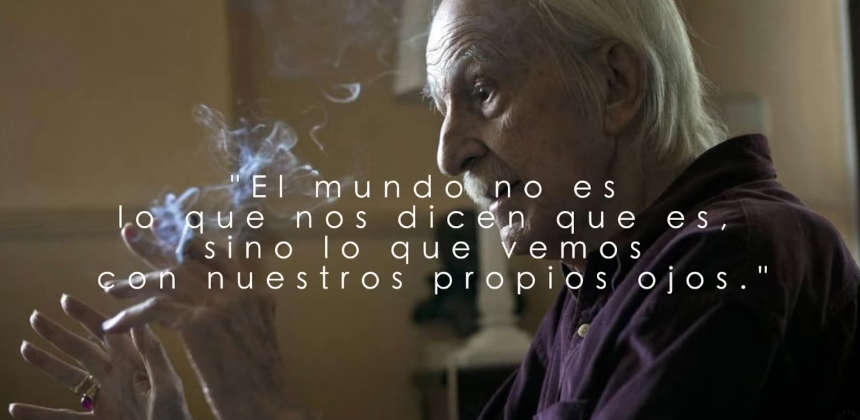 "El mundo no es
lo que nos dicen que es,
sino lo que vemos
con nuestros propios ojos."